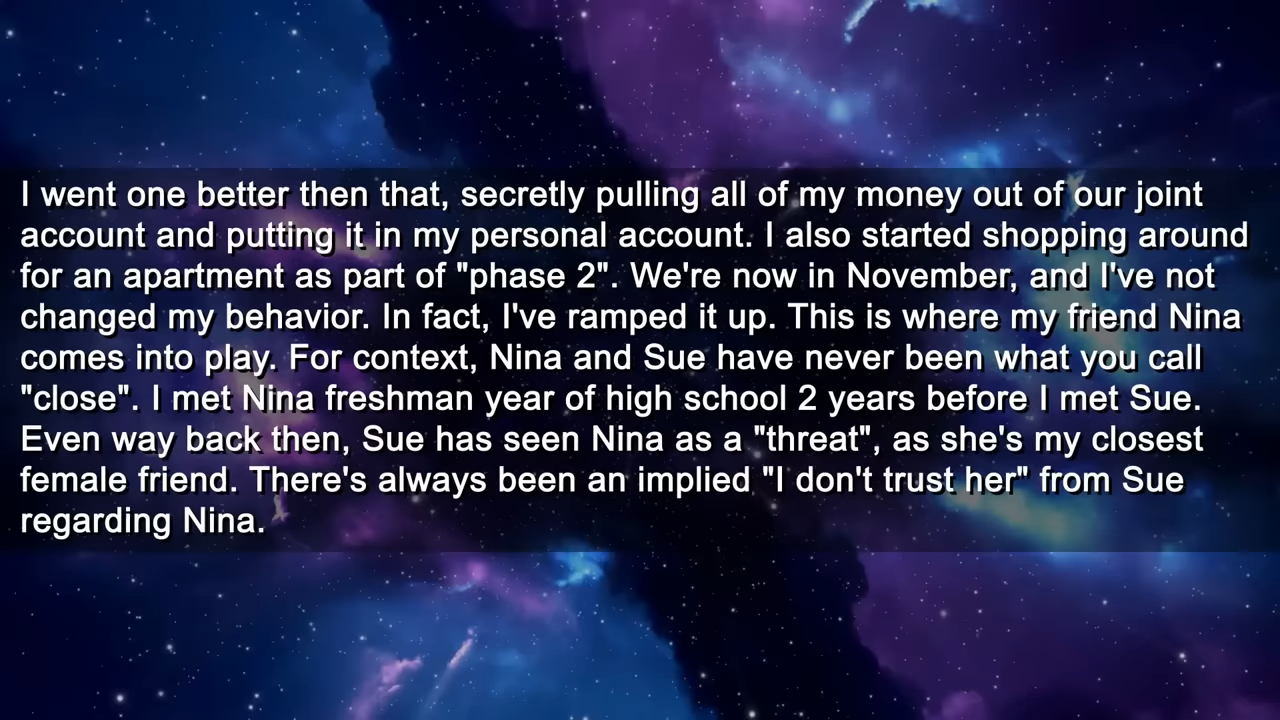 I went one better then that, secretly pulling all of my money out of our joint
account and putting it in my personal account. I also started shopping around
for an apartment as part of "phase 2". We're now in November, and I've not
changed my behavior. In fact, I've ramped it up. This is where my friend Nina
comes into play. For context, Nina and Sue have never been what you call
"close". I met Nina freshman year of high school 2 years before I met Sue.
Even way back then, Sue has seen Nina as a "threat", as she's my closest
female friend. There's always been an implied "I don't trust her" from Sue
regarding Nina.